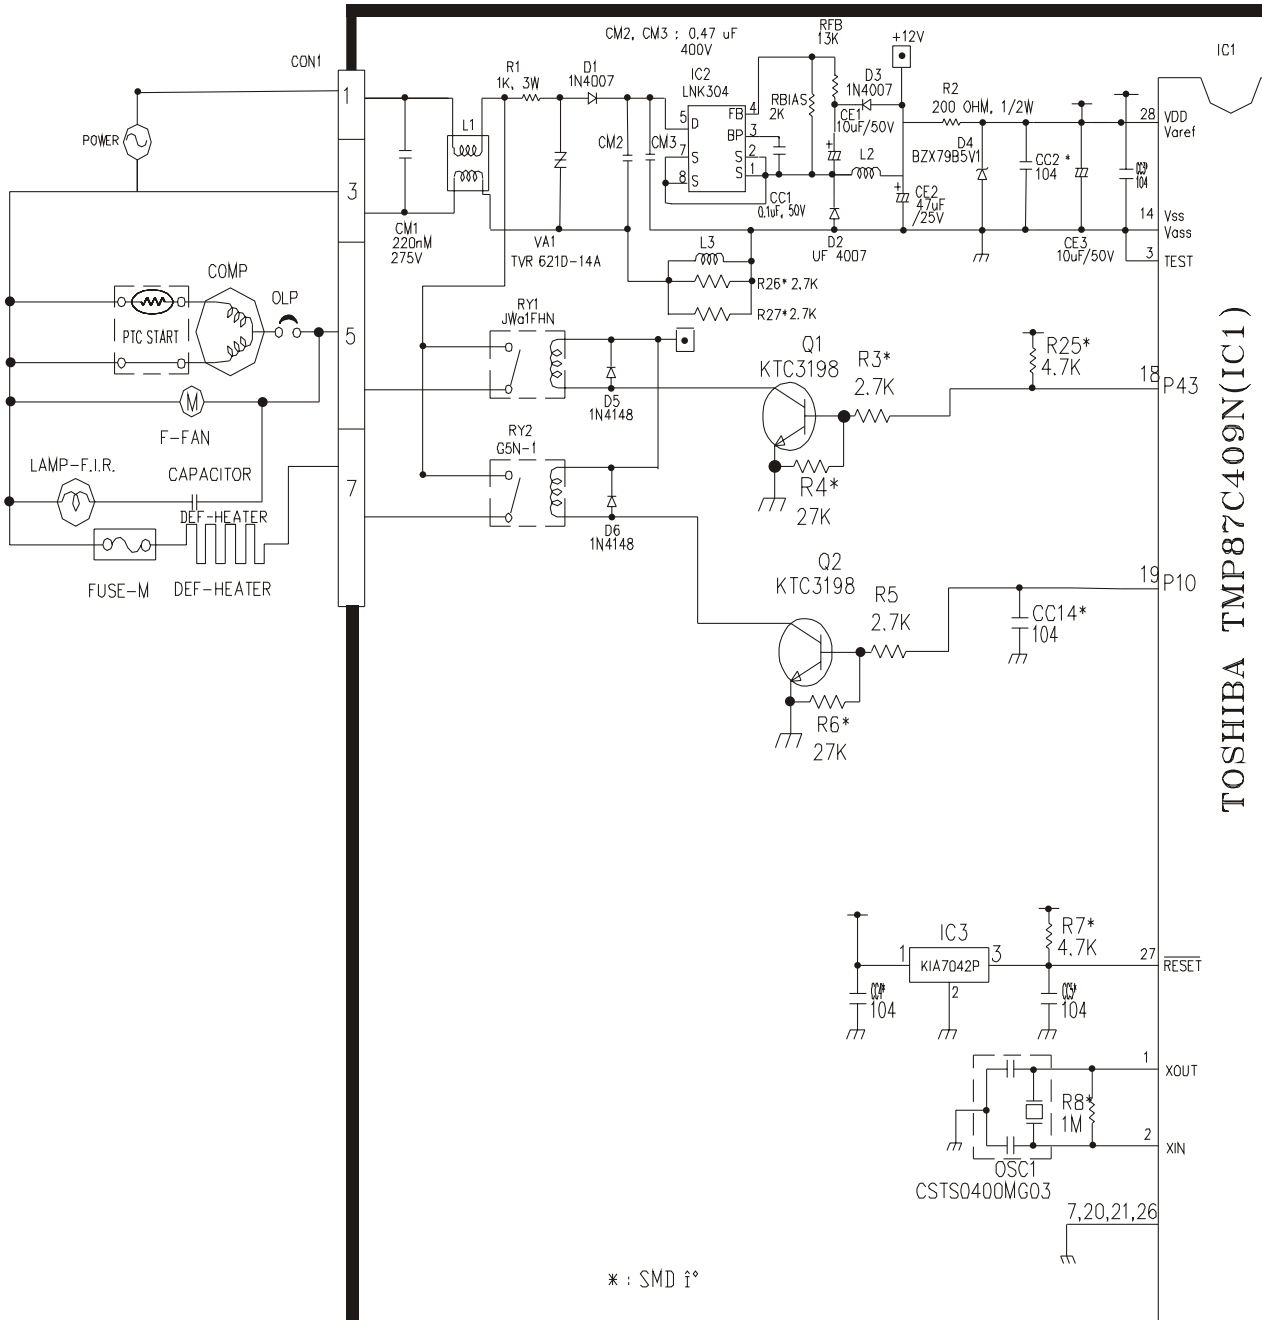 CM2, CM3 : 0.47 uF
400V
RFB
13K
+12V
IC1
CON1
R1
1K, 3W
D1
1N4007
IC2
LNK304
RBIAS
2K
D3
1N4007
CE1
10uF/50V
R2
200 OHM, 1/2W
1
L1
CM2
CM3
5
D
7
S
8
S
FB
4
BP
3
S
2
S
1
L2
D4
BZX79B5V1
CC2 *
104
104
28
VDD
Varef
POWER
3
CM1
220nM
275V
VA1
TVR 621D-14A
CC1
0.1uF, 50V
D2
UF 4007
CE2
47uF
/25V
CE3
10uF/50V
14
Vss
Vass
3
TEST
L3
R26* 2.7K
R27* 2.7K
COMP
OLP
PTC START
5
RY1
JWa1FHN
D5
1N4148
Q1
KTC3198
R3*
2.7K
R25*
4.7K
18
P43
R4*
27K
M
F-FAN
LAMP-F.I.R.
CAPACITOR
DEF-HEATER
7
RY2
G5N-1
D6
1N4148
FUSE-M
DEF-HEATER
Q2
KTC3198
R5
2.7K
CC14*
104
19
P10
R6*
27K
TOSHIBA TMP87C409N(IC1)
IC3
1
KIA7042P
3
2
R7*
4.7K
27
RESET
CC4*
104
CC5*
104
1
XOUT
R8*
1M
2
XIN
OSC1
CSTS0400MG03
7,20,21,26
* : SMD î°